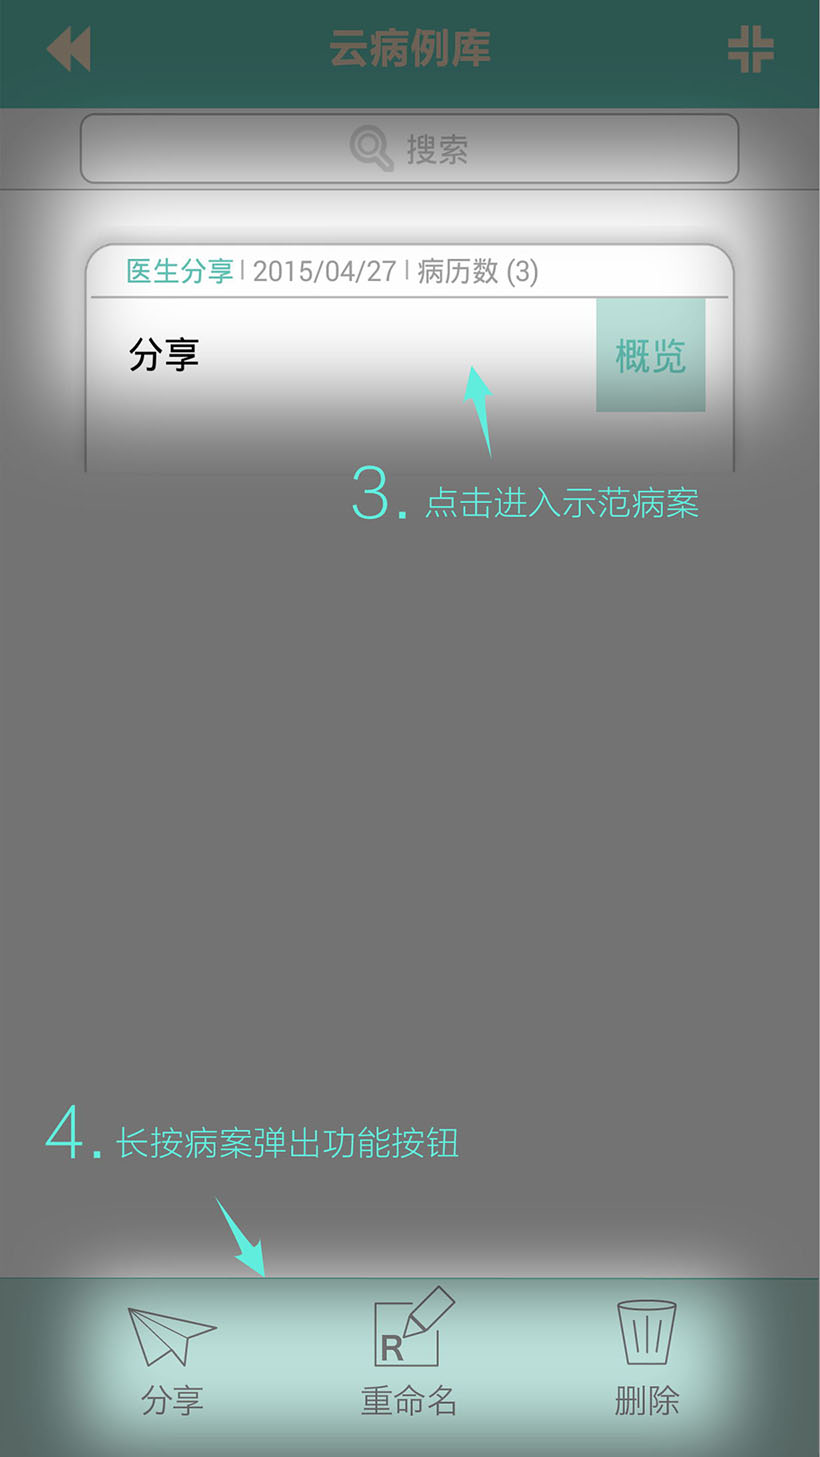 云病例库
搜索
医生分享 | 2015/04/27 | 病历数 (3)
分享
概览
3. 点击进入示范病案
4. 长按病案弹出功能按钮
R
分享 重命名 删除